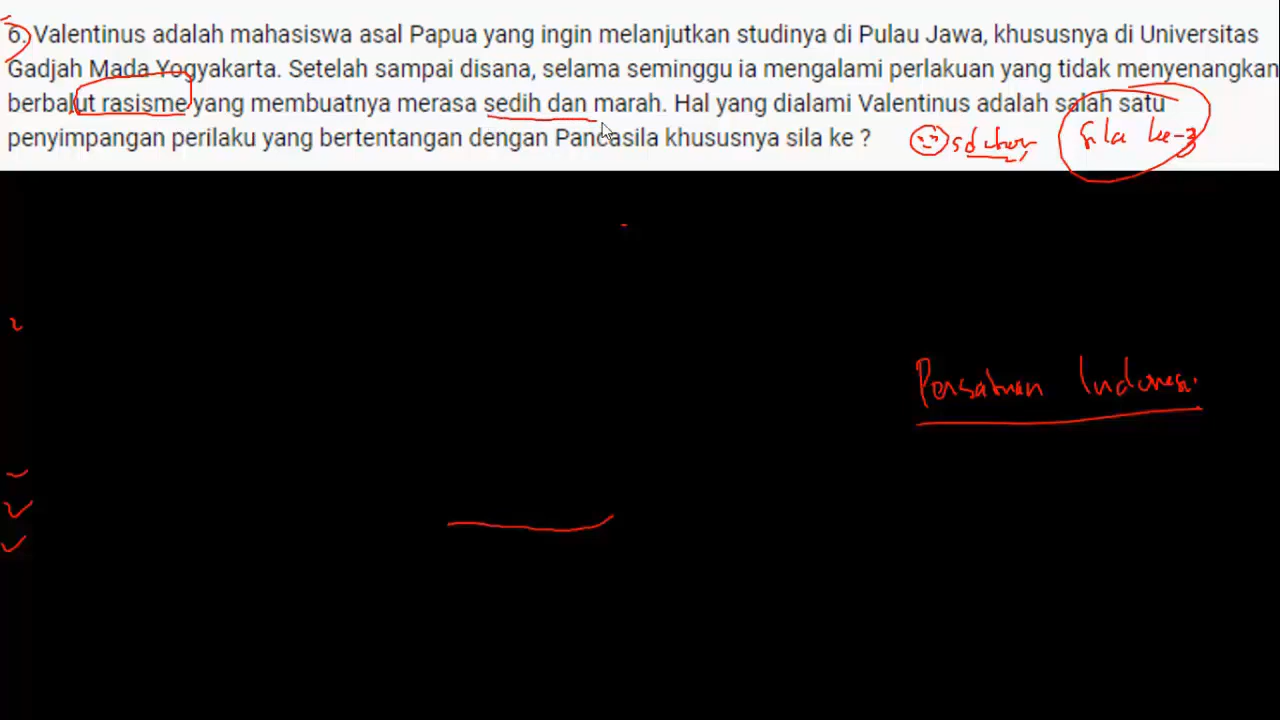 6. Valentinus adalah mahasiswa asal Papua yang ingin melanjutkan studinya di Pulau Jawa, khususnya di Universitas
Gadjah Mada Yogyakarta. Setelah sampai disana, selama seminggu ia mengalami perlakuan yang tidak menyenangkan
berbalut rasisme yang membuatnya merasa sedih dan marah. Hal yang dialami Valentinus adalah salah satu
penyimpangan perilaku yang bertentangan dengan Pancasila khususnya sila ke ?
Sila ke-3
Persatuan Indonesia